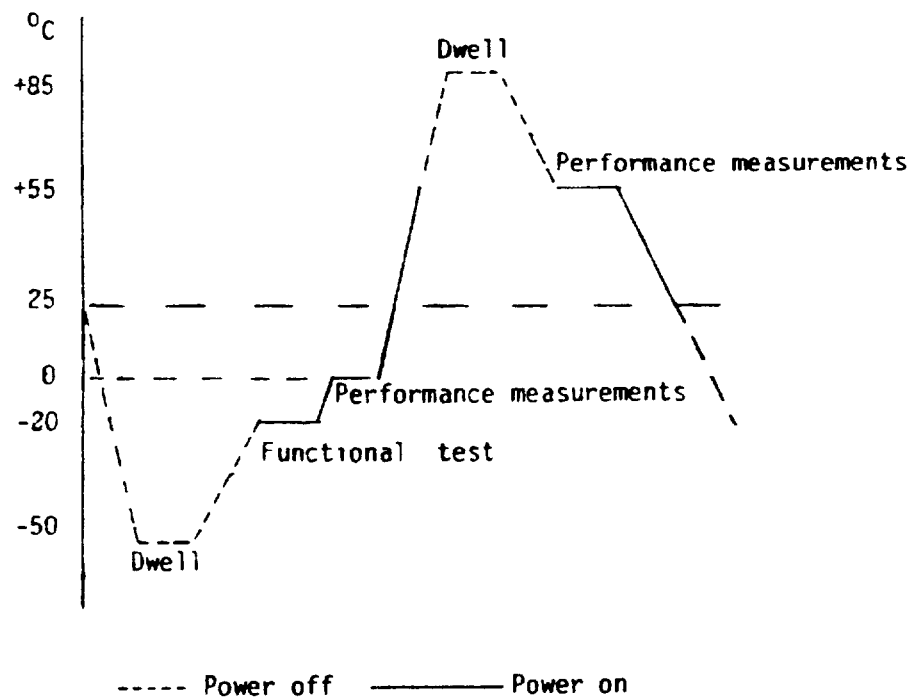 °C
Dwell
+85
Performance measurements
+55
25
0
Performance measurements
-20
Functional test
-50
Dwell
Power off
Power on